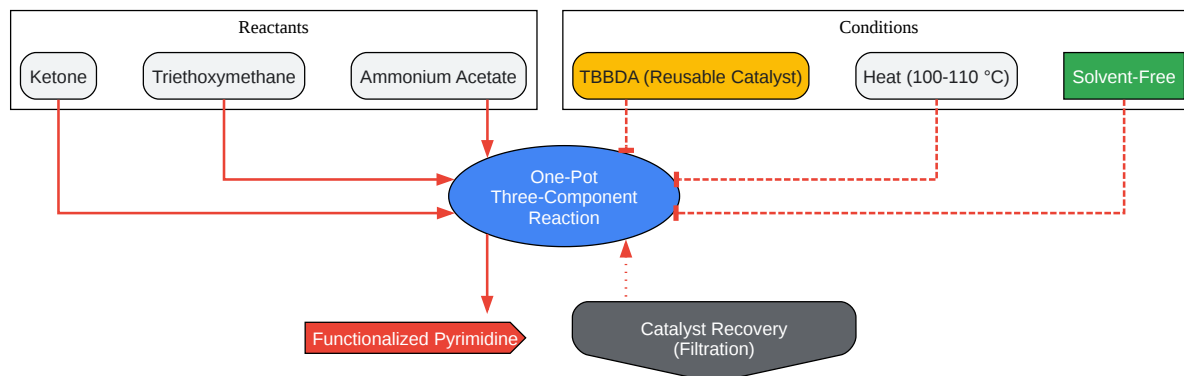 Reactants
Conditions
Ketone
Triethoxymethane
Ammonium Acetate
TBBDA (Reusable Catalyst)
Heat (100-110 °C)
Solvent-Free
One-Pot
Three-Component
Reaction
Functionalized Pyrimidine
Catalyst Recovery
(Filtration)